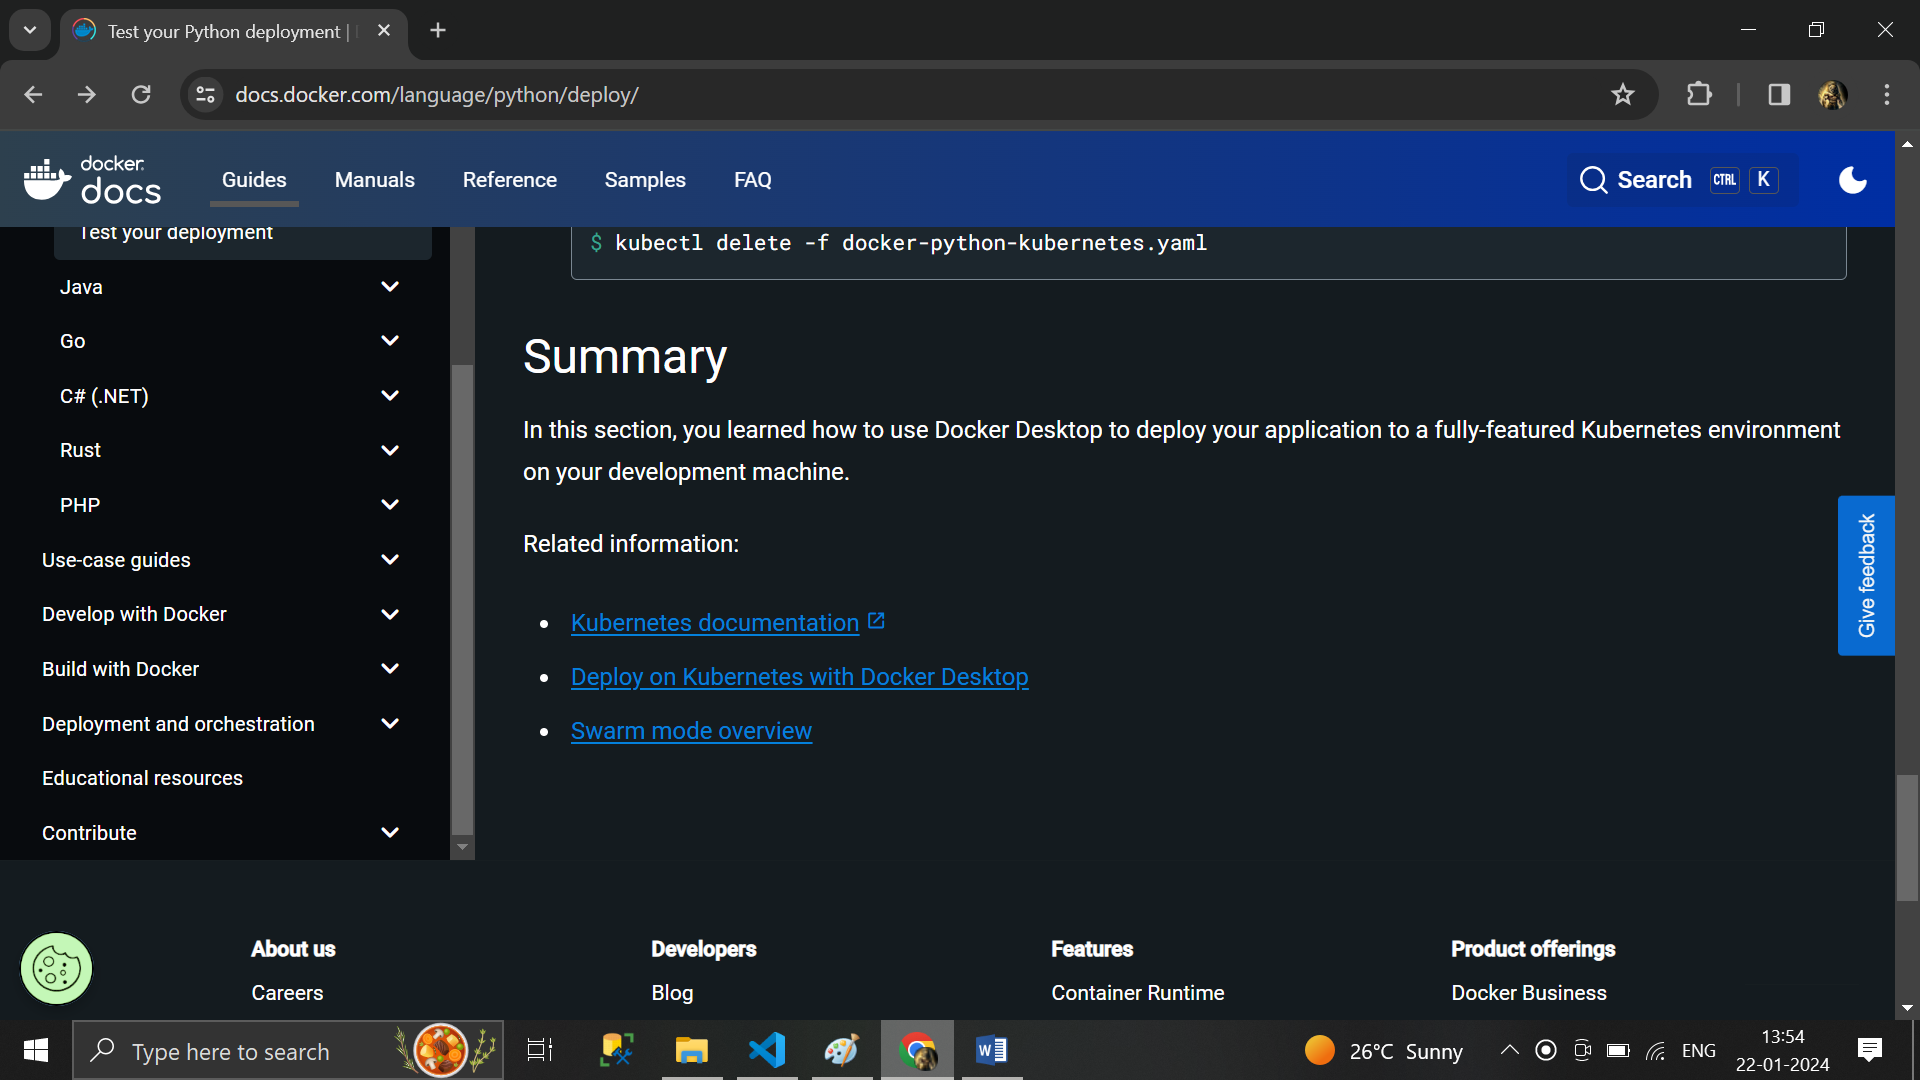 Test your Python deployment |
docs.docker.com/language/python/deploy/
docker
docs
Guides
Manuals
Reference
Samples
FAQ
Search
CTRL
K
Test your deployment
Java
Go
C# (.NET)
Rust
PHP
Use-case guides
Develop with Docker
Build with Docker
Deployment and orchestration
Educational resources
Contribute
$ kubectl delete -f docker-python-kubernetes.yaml
Summary
In this section, you learned how to use Docker Desktop to deploy your application to a fully-featured Kubernetes environment
on your development machine.
Related information:
• Kubernetes documentation
• Deploy on Kubernetes with Docker Desktop
• Swarm mode overview
Give feedback
About us
Careers
Developers
Blog
Features
Container Runtime
Product offerings
Docker Business
Type here to search
26°C Sunny
ENG
13:54
22-01-2024